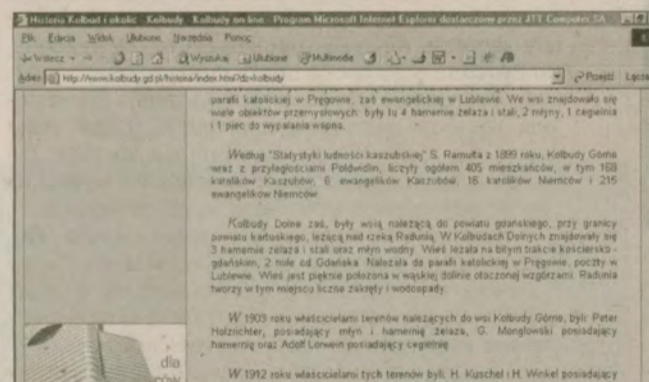 Historia Kolbud i okolic - Kolbudy - Kolbudy on line - Program Microsoft Internet Explorer dostarczony przez JTT Computer SA
Plik Edycja Widok Ulubione Narzędzia Pomoc
Wstecz Wyszukaj Ulubione Multimedia
Adres http://www.kolbudy.gd.pl/historia/index.html?dz=kolbudy Przejdź Łącza
parafii katolickiej w Pręgowie, zaś ewangelickiej w Lublewie. We wsi znajdowało się
wiele obiektów przemysłowych: były tu 4 hamernie żelaza i stali, 2 młyny, 1 cegielnia
i 1 piec do wypalania wapna.
Według "Statystyki ludności kaszubskiej" S. Ramułta z 1899 roku, Kolbudy Górne
wraz z przyległościami Połdwidlin, liczyły ogółem 405 mieszkańców, w tym 168
katolików Kaszubów, 6 ewangelików Kaszubów, 16 katolików Niemców i 215
ewangelików Niemców.
Kolbudy Dolne zaś, były wsią należącą do powiatu gdańskiego, przy granicy
powiatu kartuskiego, leżącą nad rzeką Radunią. W Kolbudach Dolnych znajdowały się
3 hamernie żelaza i stali oraz młyn wodny. Wieś leżała na bitym trakcie kościersko -
gdańskim, 2 mile od Gdańska. Należała do parafii katolickiej w Pręgowie, poczty w
Lublewie. Wieś jest pięknie położona w wąskiej dolinie otoczonej wzgórzami. Radunia
tworzy w tym miejscu liczne zakręty i wodospady.
W 1903 roku właścicielami terenów należących do wsi Kolbudy Górne, byli: Peter
Holzrichter, posiadający młyn i hamernię żelaza, G. Monglowski posiadający
hamernię oraz Adolf Lorwein posiadający cegielnię.
W 1912 roku właścicielami tych terenów byli: H. Kuschel i H. Winkel posiadający
dla